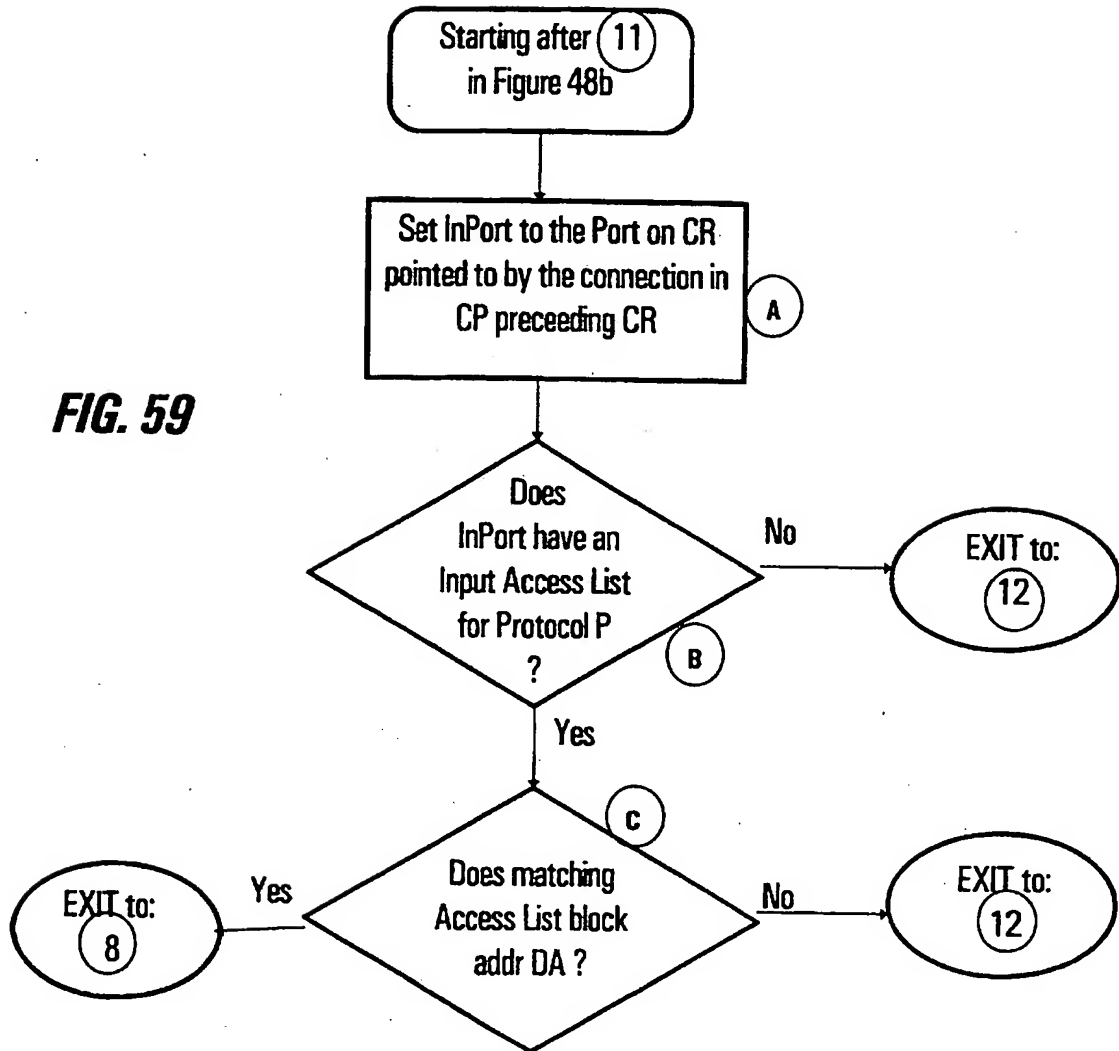 Starting after 11
in Figure 48b
Set InPort to the Port on CR
pointed to by the connection in
CP preceeding CR
A
FIG. 59
Does
InPort have an
Input Access List
for Protocol P
?
B
No
EXIT to:
12
Yes
C
Does matching
Access List block
addr DA ?
Yes
EXIT to:
8
No
EXIT to:
12